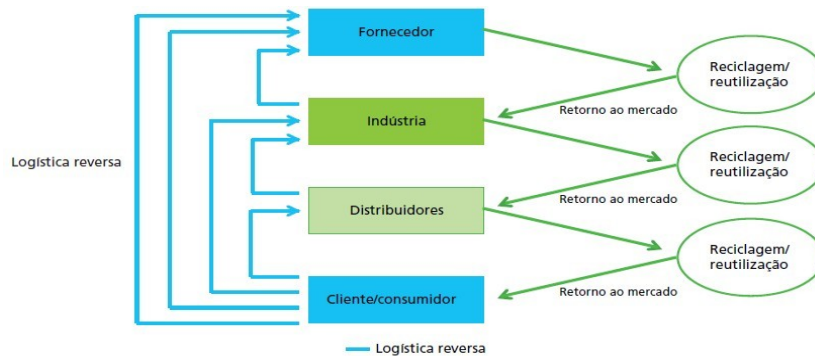 Fornecedor
Reciclagem/
reutilização
Retorno ao mercado
Indústria
Logística reversa
Reciclagem/
reutilização
Retorno ao mercado
Distribuidores
Reciclagem/
reutilização
Retorno ao mercado
Cliente/consumidor
Logística reversa